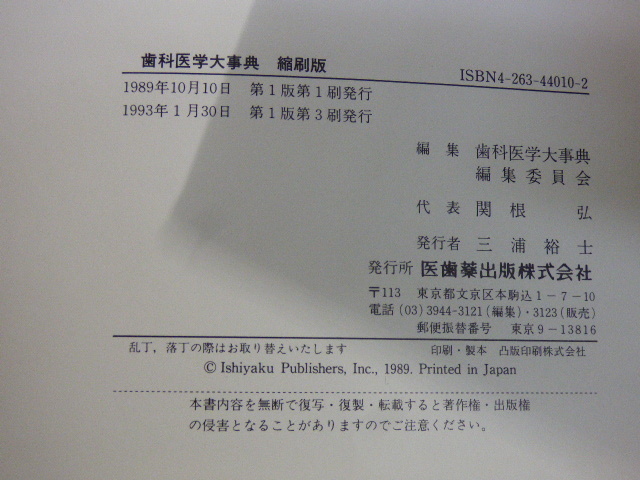 歯科医学大事典 縮刷版
ISBN4-263-44010-2
1989年10月10日 第1版第1刷発行
1993年1月30日 第1版第3刷発行
編集 歯科医学大事典
編集委員会
代表 関根 弘
発行者 三浦裕士
発行所 医歯薬出版株式会社
〒113 東京都文京区本駒込1-7-10
電話 (03) 3944-3121(編集)・3123(販売)
郵便振替番号 東京9-13816
乱丁,落丁の際はお取り替えいたします
印刷・製本 凸版印刷株式会社
© Ishiyaku Publishers, Inc., 1989. Printed in Japan
本書内容を無断で複写・複製・転載すると著作権・出版権
の侵害となることがありますのでご注意ください。